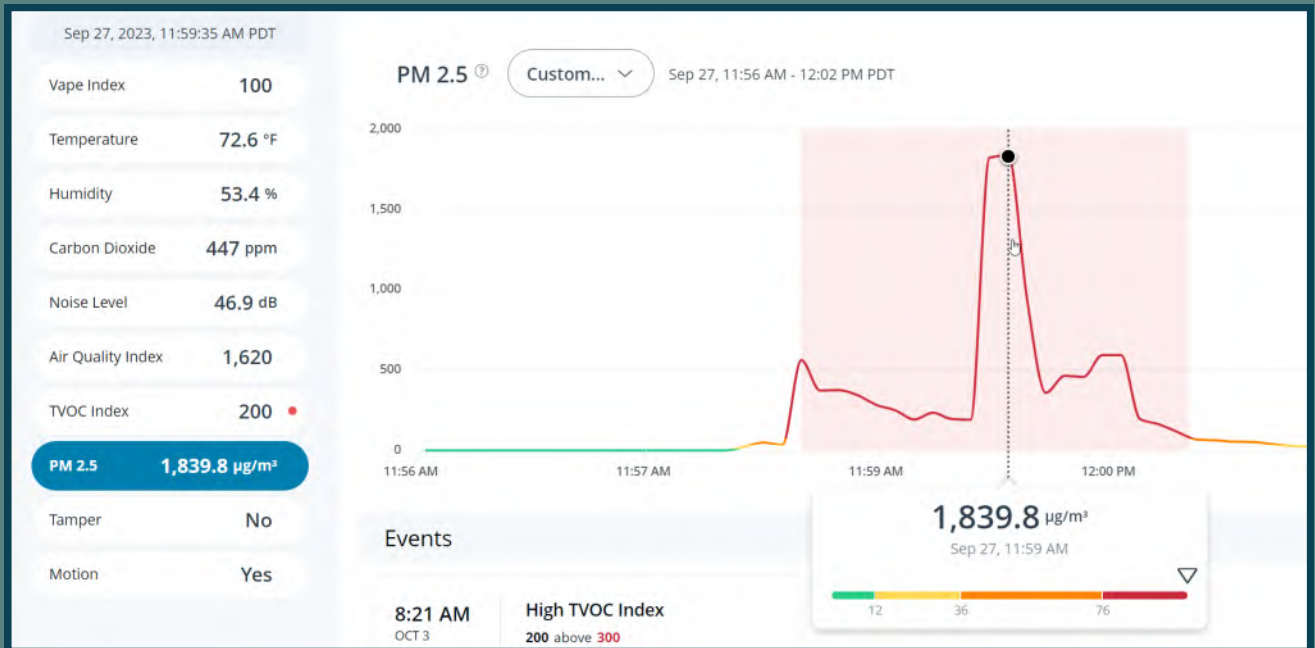 Sep 27, 2023, 11:59:35 AM PDT
Vape Index 100
Temperature 72.6 °F
Humidity 53.4 %
Carbon Dioxide 447 ppm
Noise Level 46.9 dB
Air Quality Index 1,620
TVOC Index 200
PM 2.5 1,839.8 µg/m³
Tamper No
Motion Yes
PM 2.5 ? Custom... Sep 27, 11:56 AM - 12:02 PM PDT
2,000
1,500
1,000
500
0
11:56 AM 11:57 AM 11:59 AM 12:00 PM
1,839.8 µg/m³
Sep 27, 11:59 AM
12 36 76
Events
8:21 AM
OCT 3
High TVOC Index
200 above 300